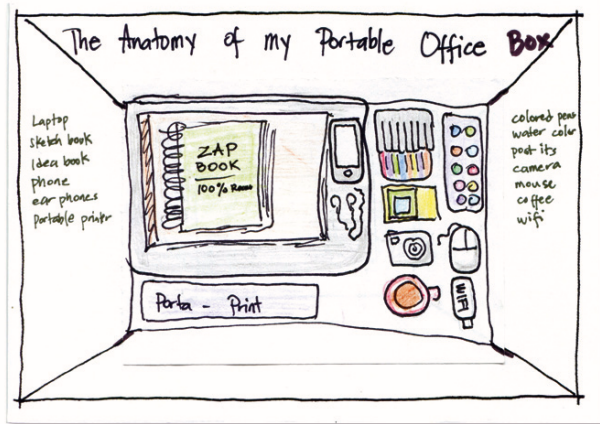 The Anatomy of my Portable Office Box
Laptop
sketch book
Idea book
phone
ear phones
Portable printer
ZAP
BOOK
100%
Porta - Print
WIFI
colored pens
water color
post its
camera
mouse
coffee
wifi